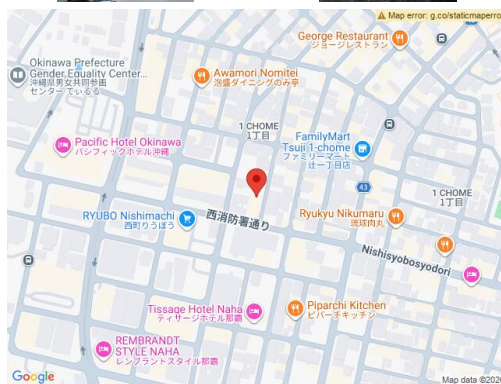 Map error: g.co/staticmaperro
George Restaurant
ジョージレストラン
Okinawa Prefecture
Gender Equality Center...
沖縄県男女共同参画
センター てぃるる
Awamori Nomitei
泡盛ダイニングのみ亭
1 CHOME
1丁目
FamilyMart
Tsuji 1-chome
ファミリーマート
辻一丁目店
Pacific Hotel Okinawa
パシフィックホテル沖縄
43
1 CHOME
1丁目
RYUBO Nishimachi
西町りうぼう
西消防署通り
Ryukyu Nikumaru
琉球肉丸
Nishisyobosyodori
Tissage Hotel Naha
ティサージホテル那覇
Piparchi Kitchen
ピパーチキッチン
REMBRANDT
STYLE NAHA
レンブラントスタイル那覇
Google
Map data ©202